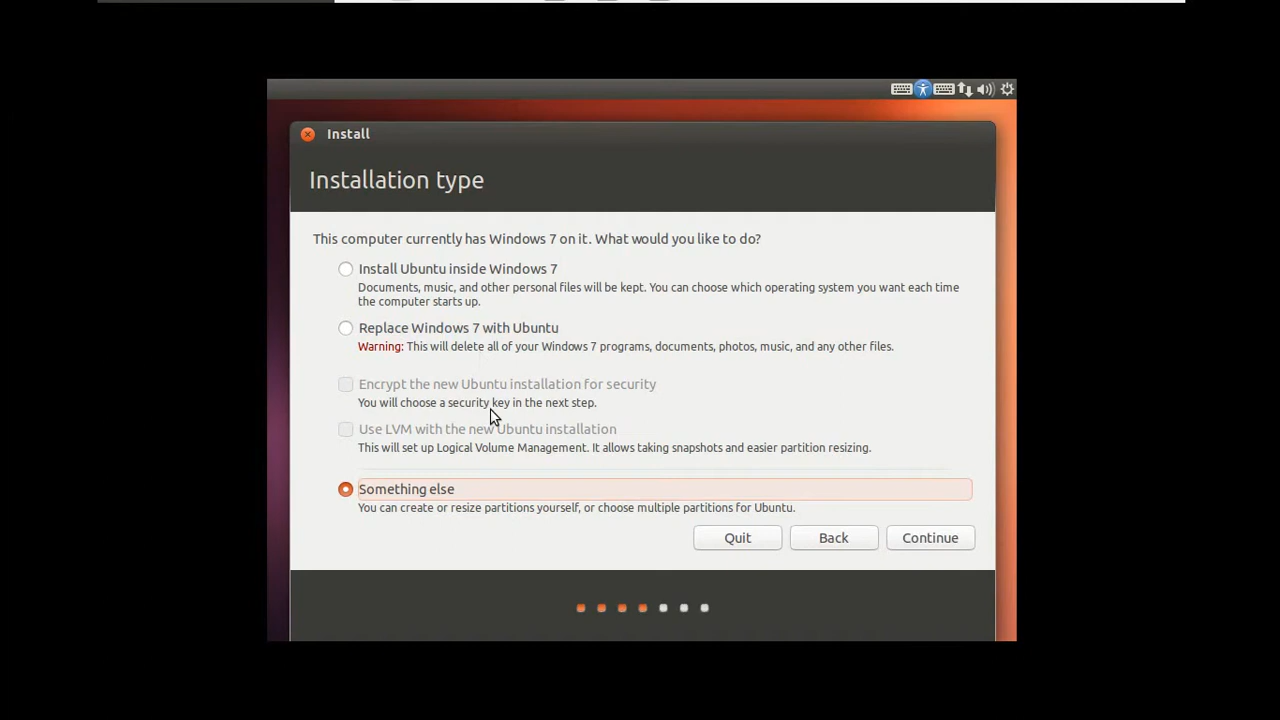 Install
Installation type
This computer currently has Windows 7 on it. What would you like to do?
Install Ubuntu inside Windows 7
Documents, music, and other personal files will be kept. You can choose which operating system you want each time
the computer starts up.
Replace Windows 7 with Ubuntu
Warning: This will delete all of your Windows 7 programs, documents, photos, music, and any other files.
Encrypt the new Ubuntu installation for security
You will choose a security key in the next step.
Use LVM with the new Ubuntu installation
This will set up Logical Volume Management. It allows taking snapshots and easier partition resizing.
Something else
You can create or resize partitions yourself, or choose multiple partitions for Ubuntu.
Quit Back Continue